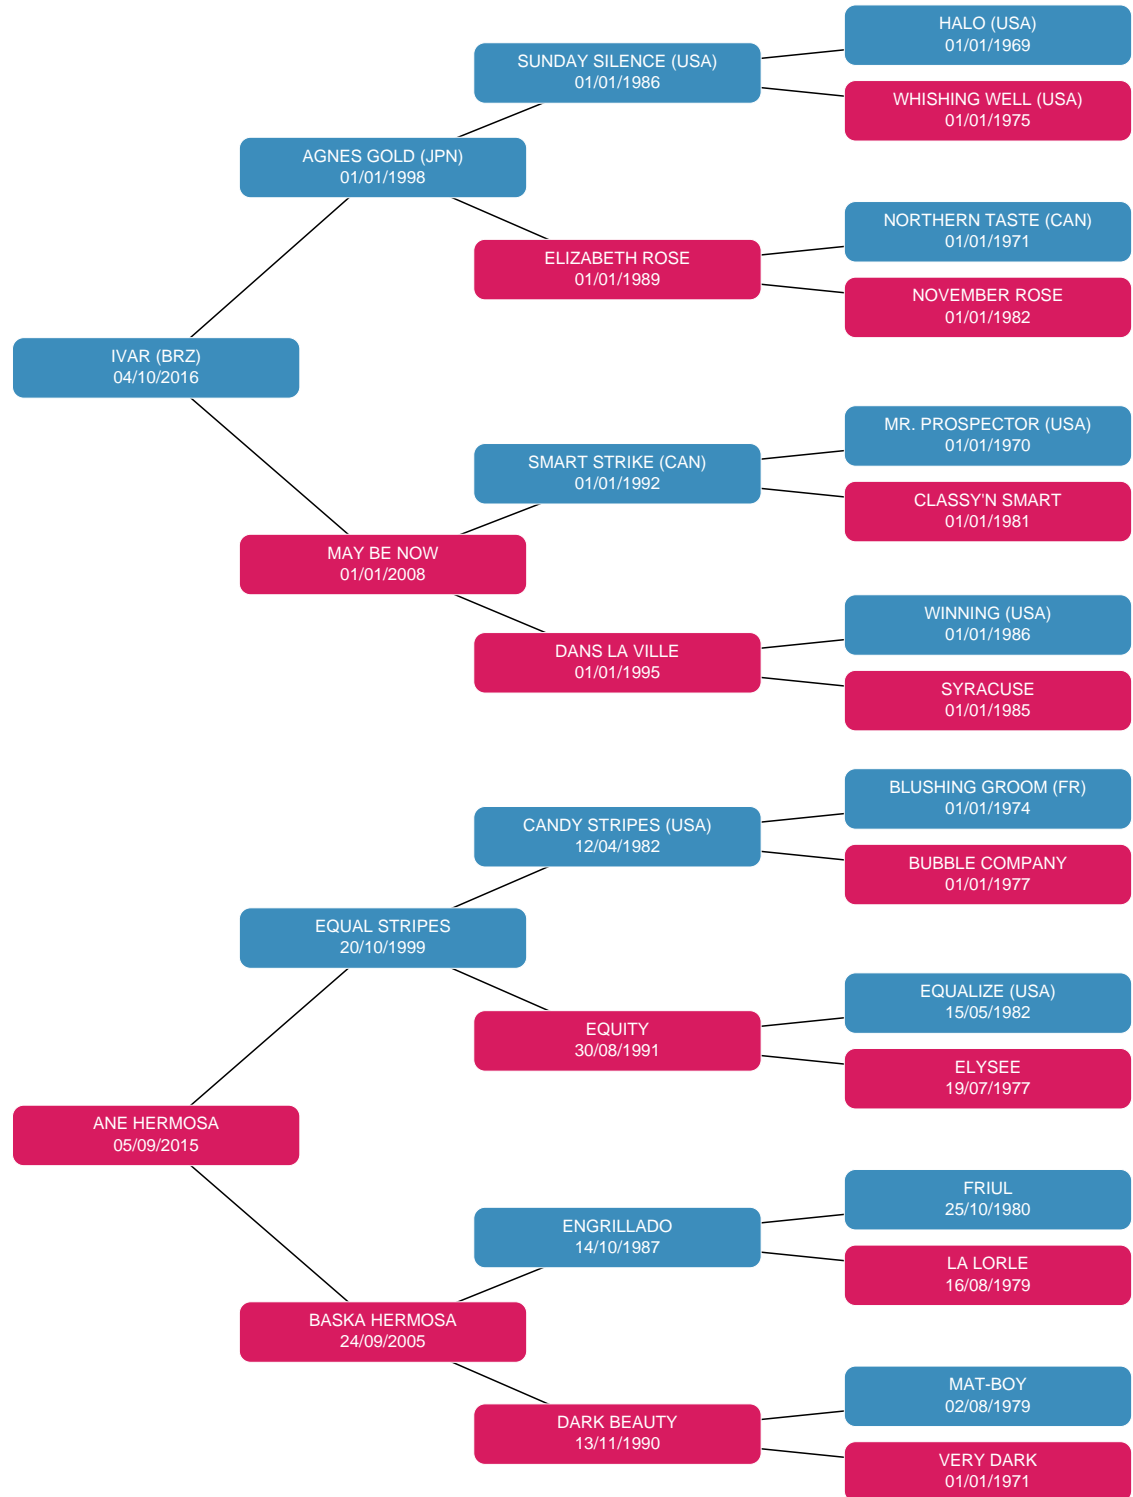 HALO (USA)
01/01/1969
SUNDAY SILENCE (USA)
01/01/1986
WHISHING WELL (USA)
01/01/1975
AGNES GOLD (JPN)
01/01/1998
NORTHERN TASTE (CAN)
01/01/1971
ELIZABETH ROSE
01/01/1989
NOVEMBER ROSE
01/01/1982
IVAR (BRZ)
04/10/2016
MR. PROSPECTOR (USA)
01/01/1970
SMART STRIKE (CAN)
01/01/1992
CLASSY'N SMART
01/01/1981
MAY BE NOW
01/01/2008
WINNING (USA)
01/01/1986
DANS LA VILLE
01/01/1995
SYRACUSE
01/01/1985
BLUSHING GROOM (FR)
01/01/1974
CANDY STRIPES (USA)
12/04/1982
BUBBLE COMPANY
01/01/1977
EQUAL STRIPES
20/10/1999
EQUALIZE (USA)
15/05/1982
EQUITY
30/08/1991
ELYSEE
19/07/1977
ANE HERMOSA
05/09/2015
FRIUL
25/10/1980
ENGRILLADO
14/10/1987
LA LORLE
16/08/1979
BASKA HERMOSA
24/09/2005
MAT-BOY
02/08/1979
DARK BEAUTY
13/11/1990
VERY DARK
01/01/1971